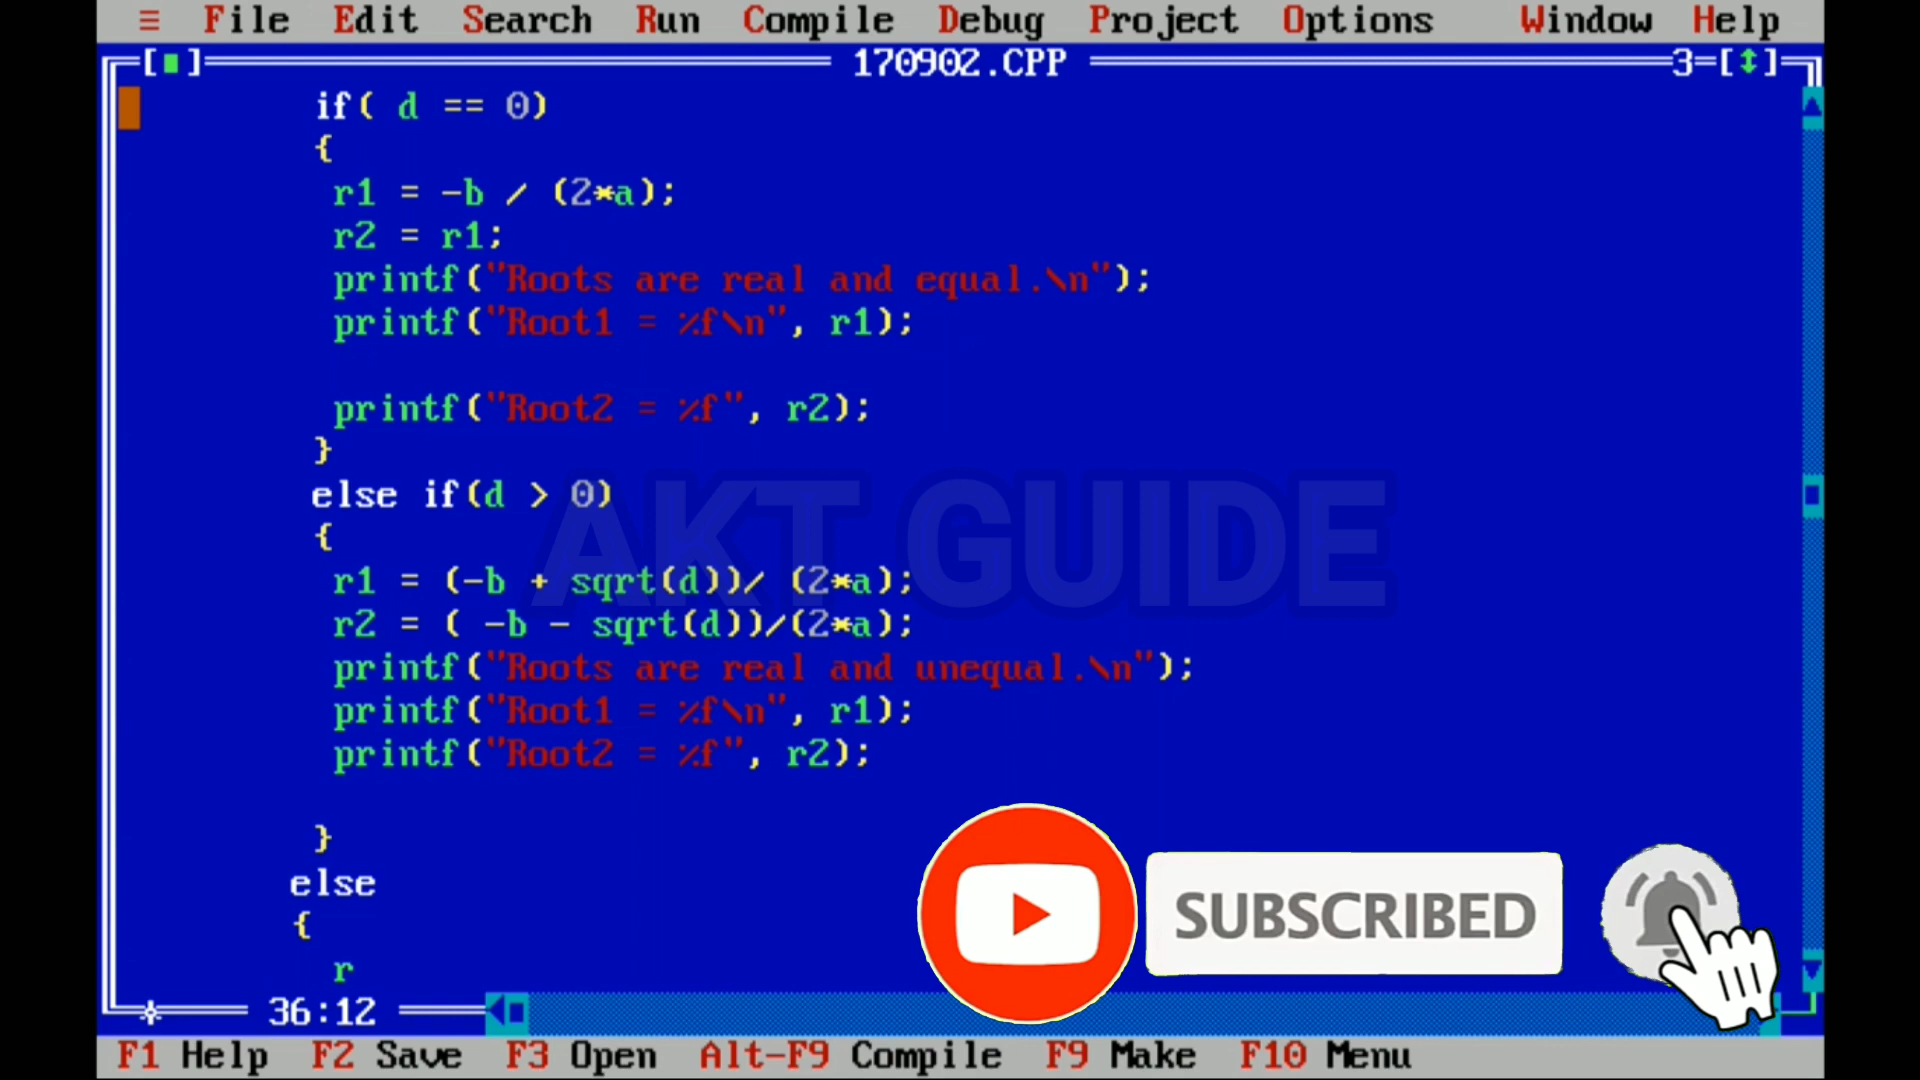 ≡ File Edit Search Run Compile Debug Project Options Window Help
[■] 170902.CPP 3=[↕]
if( d == 0)
{
r1 = -b / (2*a);
r2 = r1;
printf("Roots are real and equal.\n");
printf("Root1 = %f\n", r1);
printf("Root2 = %f", r2);
}
else if(d > 0)
{
r1 = (-b + sqrt(d))/ (2*a);
r2 = ( -b - sqrt(d))/(2*a);
printf("Roots are real and unequal.\n");
printf("Root1 = %f\n", r1);
printf("Root2 = %f", r2);
}
else
{
r
AKT GUIDE
SUBSCRIBED
36:12
F1 Help F2 Save F3 Open Alt-F9 Compile F9 Make F10 Menu